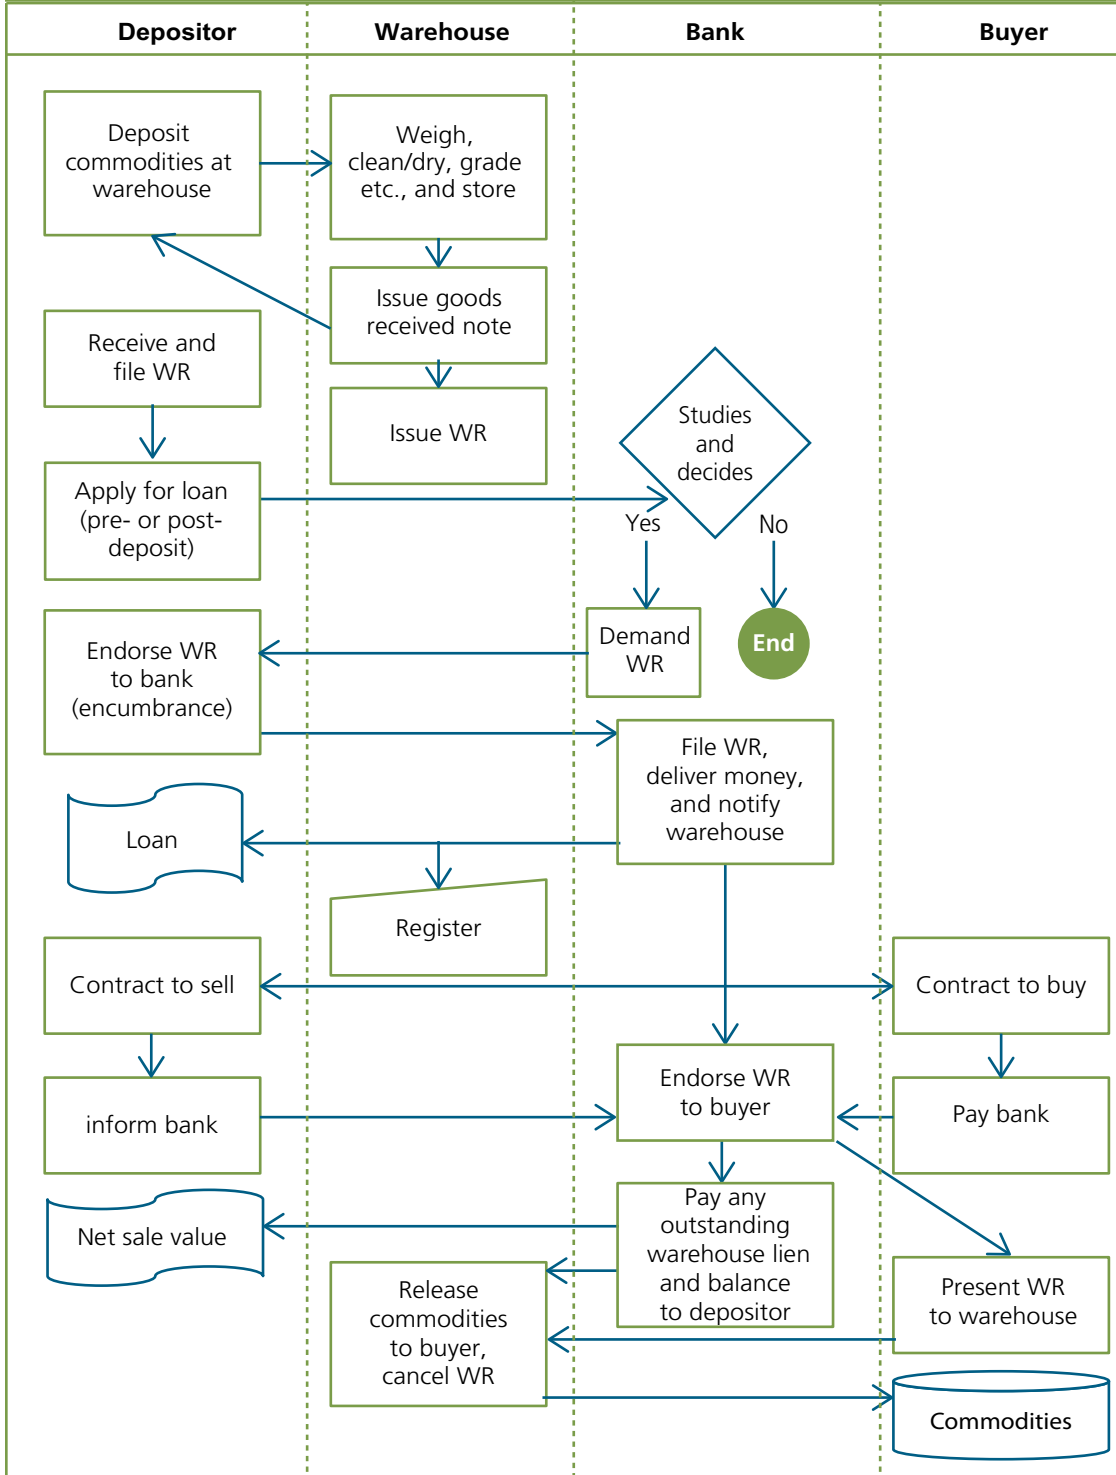 Depositor
Warehouse
Bank
Buyer
Deposit
commodities at
warehouse
Weigh,
clean/dry, grade
etc., and store
Issue goods
received note
Receive and
file WR
Issue WR
Studies
and
decides
Apply for loan
(pre- or post-
deposit)
Yes
No
Demand
WR
End
Endorse WR
to bank
(encumbrance)
File WR,
deliver money,
and notify
warehouse
Loan
Register
Contract to sell
Contract to buy
Endorse WR
to buyer
inform bank
Pay bank
Pay any
outstanding
warehouse lien
and balance
to depositor
Net sale value
Release
commodities
to buyer,
cancel WR
Present WR
to warehouse
Commodities